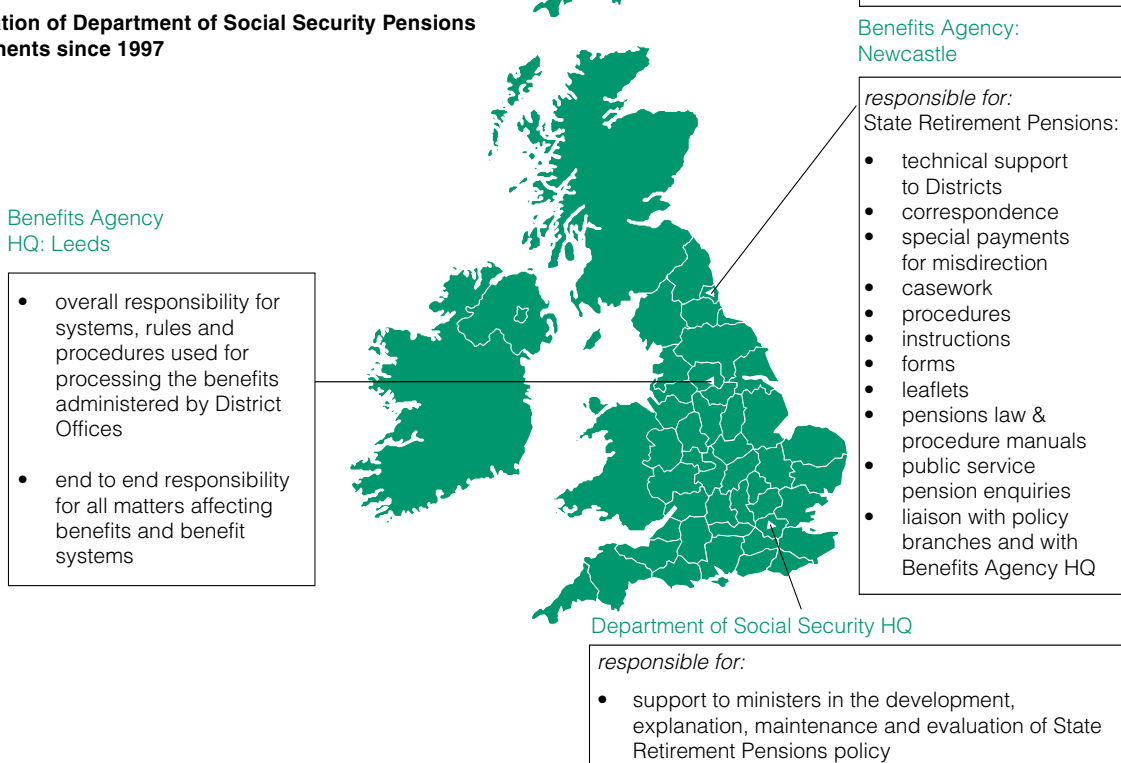 ation of Department of Social Security Pensions
ments since 1997
Benefits Agency:
Newcastle
responsible for:
State Retirement Pensions:
• technical support
to Districts
• correspondence
• special payments
for misdirection
• casework
• procedures
• instructions
• forms
• leaflets
• pensions law &
procedure manuals
• public service
pension enquiries
• liaison with policy
branches and with
Benefits Agency HQ
Benefits Agency
HQ: Leeds
• overall responsibility for
systems, rules and
procedures used for
processing the benefits
administered by District
Offices
• end to end responsibility
for all matters affecting
benefits and benefit
systems
Department of Social Security HQ
responsible for:
• support to ministers in the development,
explanation, maintenance and evaluation of State
Retirement Pensions policy